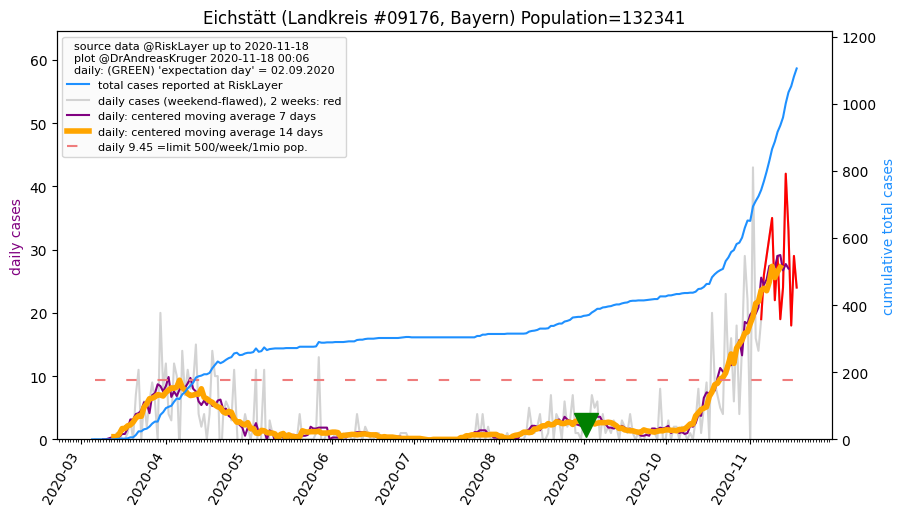 Eichstätt (Landkreis #09176, Bayern) Population=132341
source data @RiskLayer up to 2020-11-18
plot @DrAndreasKruger 2020-11-18 00:06
daily: (GREEN) 'expectation day' = 02.09.2020
total cases reported at RiskLayer
daily cases (weekend-flawed), 2 weeks: red
daily: centered moving average 7 days
daily: centered moving average 14 days
daily 9.45 =limit 500/week/1mio pop.
daily cases
60
50
40
30
20
10
0
cumulative total cases
1200
1000
800
600
400
200
0
2020-03
2020-04
2020-05
2020-06
2020-07
2020-08
2020-09
2020-10
2020-11